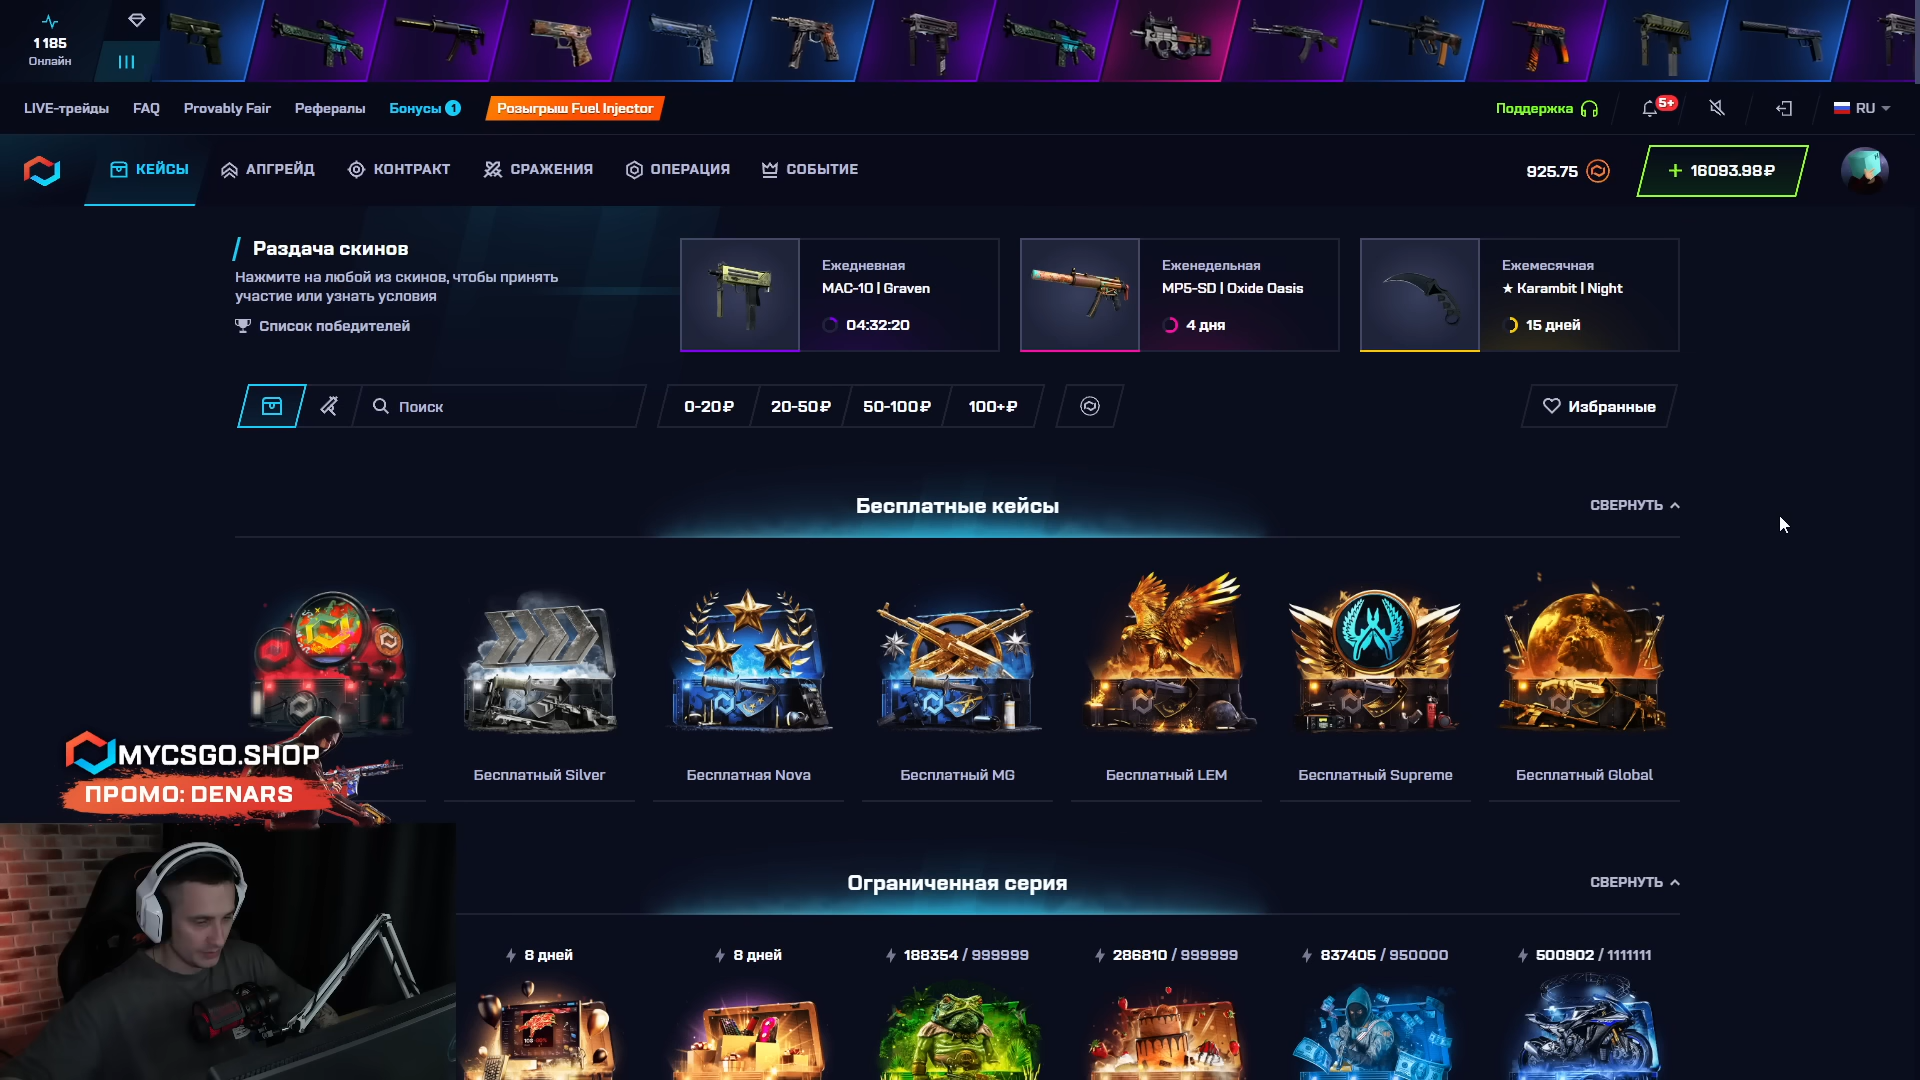 1 185
Онлайн
LIVE-трейды
FAQ
Provably Fair
Рефералы
Бонусы 1
Розыгрыш Fuel Injector
Поддержка
5+
RU
КЕЙСЫ
АПГРЕЙД
КОНТРАКТ
СРАЖЕНИЯ
ОПЕРАЦИЯ
СОБЫТИЕ
925.75
+ 16093.98₽
Раздача скинов
Нажмите на любой из скинов, чтобы принять
участие или узнать условия
Список победителей
Ежедневная
MAC-10 | Graven
04:32:20
Еженедельная
MP5-SD | Oxide Oasis
4 дня
Ежемесячная
★ Karambit | Night
15 дней
Поиск
0-20₽
20-50₽
50-100₽
100+₽
Избранные
Бесплатные кейсы
СВЕРНУТЬ
Бесплатный Silver
Бесплатная Nova
Бесплатный MG
Бесплатный LEM
Бесплатный Supreme
Бесплатный Global
MYCSGO.SHOP
ПРОМО: DENARS
Ограниченная серия
СВЕРНУТЬ
8 дней
8 дней
188354 / 999999
286810 / 999999
837405 / 950000
500902 / 1111111